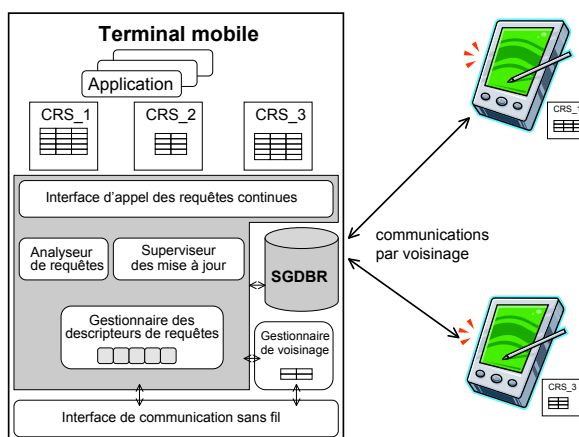 Terminal mobile
Application
CRS_1
CRS_2
CRS_3
Interface d'appel des requêtes continues
Analyseur
de requêtes
Superviseur
des mise à jour
SGDBR
Gestionnaire des
descripteurs de requêtes
Gestionnaire
de voisinage
Interface de communication sans fil
communications
par voisinage
CRS_1
CRS_3